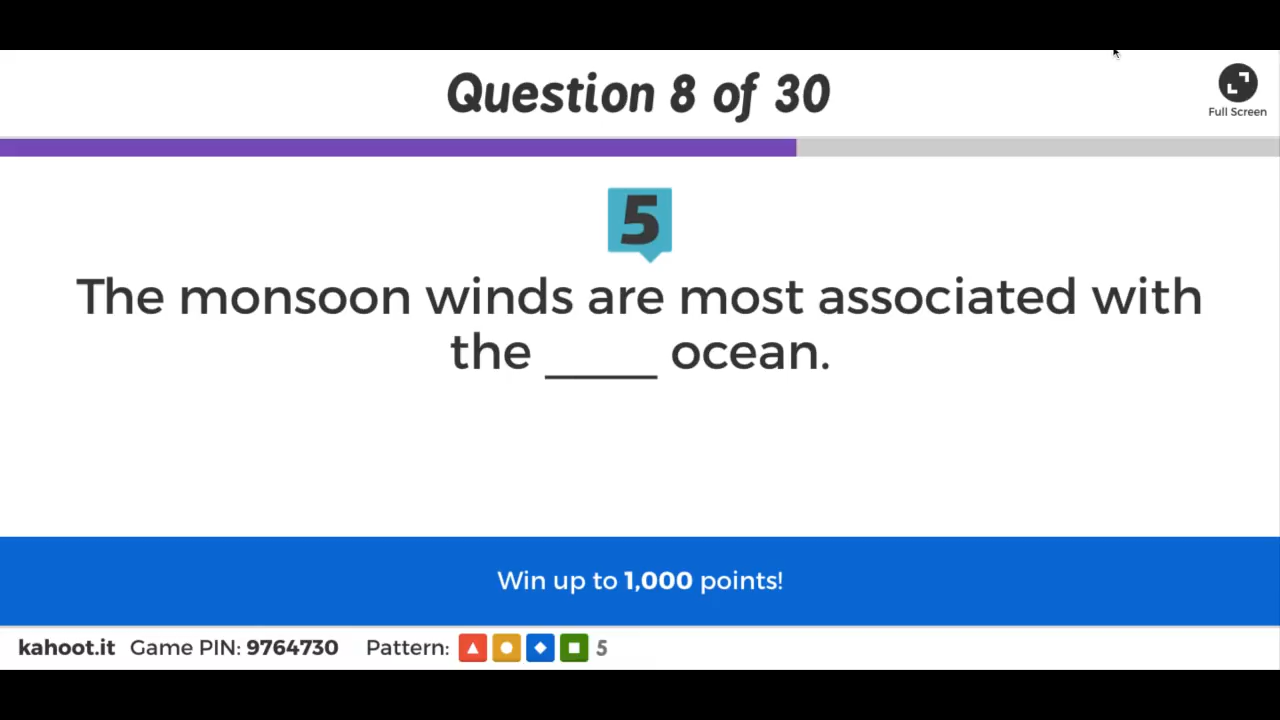 Question 8 of 30
Full Screen
5
The monsoon winds are most associated with
the _____ ocean.
Win up to 1,000 points!
kahoot.it Game PIN: 9764730 Pattern: 5